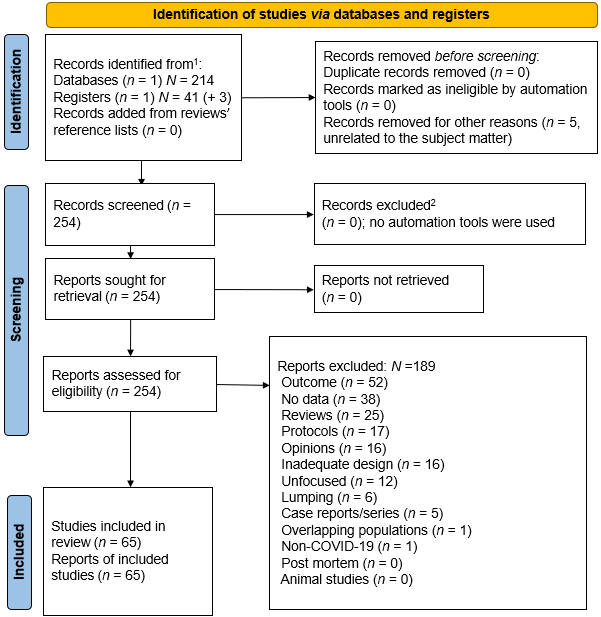 Identification of studies via databases and registers
Identification
Records identified from¹:
Databases (n = 1) N = 214
Registers (n = 1) N = 41 (+ 3)
Records added from reviews'
reference lists (n = 0)
Records removed before screening:
Duplicate records removed (n = 0)
Records marked as ineligible by automation
tools (n = 0)
Records removed for other reasons (n = 5,
unrelated to the subject matter)
Screening
Records screened (n =
254)
Records excluded²
(n = 0); no automation tools were used
Reports sought for
retrieval (n = 254)
Reports not retrieved
(n = 0)
Reports assessed for
eligibility (n = 254)
Reports excluded: N =189
Outcome (n = 52)
No data (n = 38)
Reviews (n = 25)
Protocols (n = 17)
Opinions (n = 16)
Inadequate design (n = 16)
Unfocused (n = 12)
Lumping (n = 6)
Case reports/series (n = 5)
Overlapping populations (n = 1)
Non-COVID-19 (n = 1)
Post mortem (n = 0)
Animal studies (n = 0)
Included
Studies included in
review (n = 65)
Reports of included
studies (n = 65)